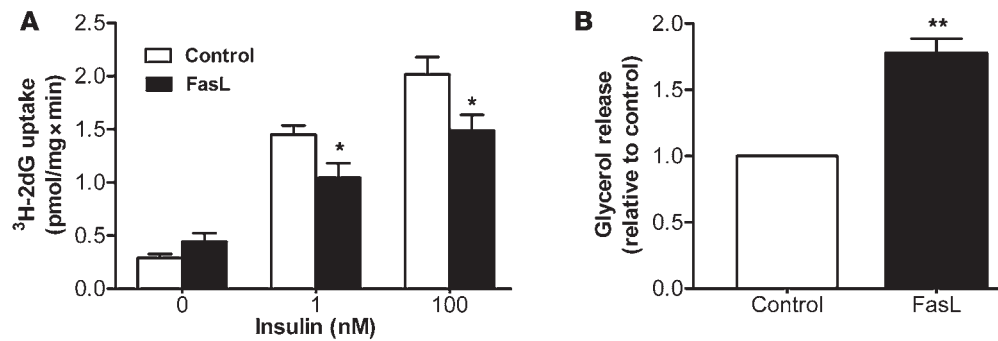 A
³H-2dG uptake
(pmol/mg×min)
2.5
2.0
1.5
1.0
0.5
0.0
Control
FasL
*
*
0
1
100
Insulin (nM)
B
Glycerol release
(relative to control)
2.0
1.5
1.0
0.5
0.0
**
Control
FasL